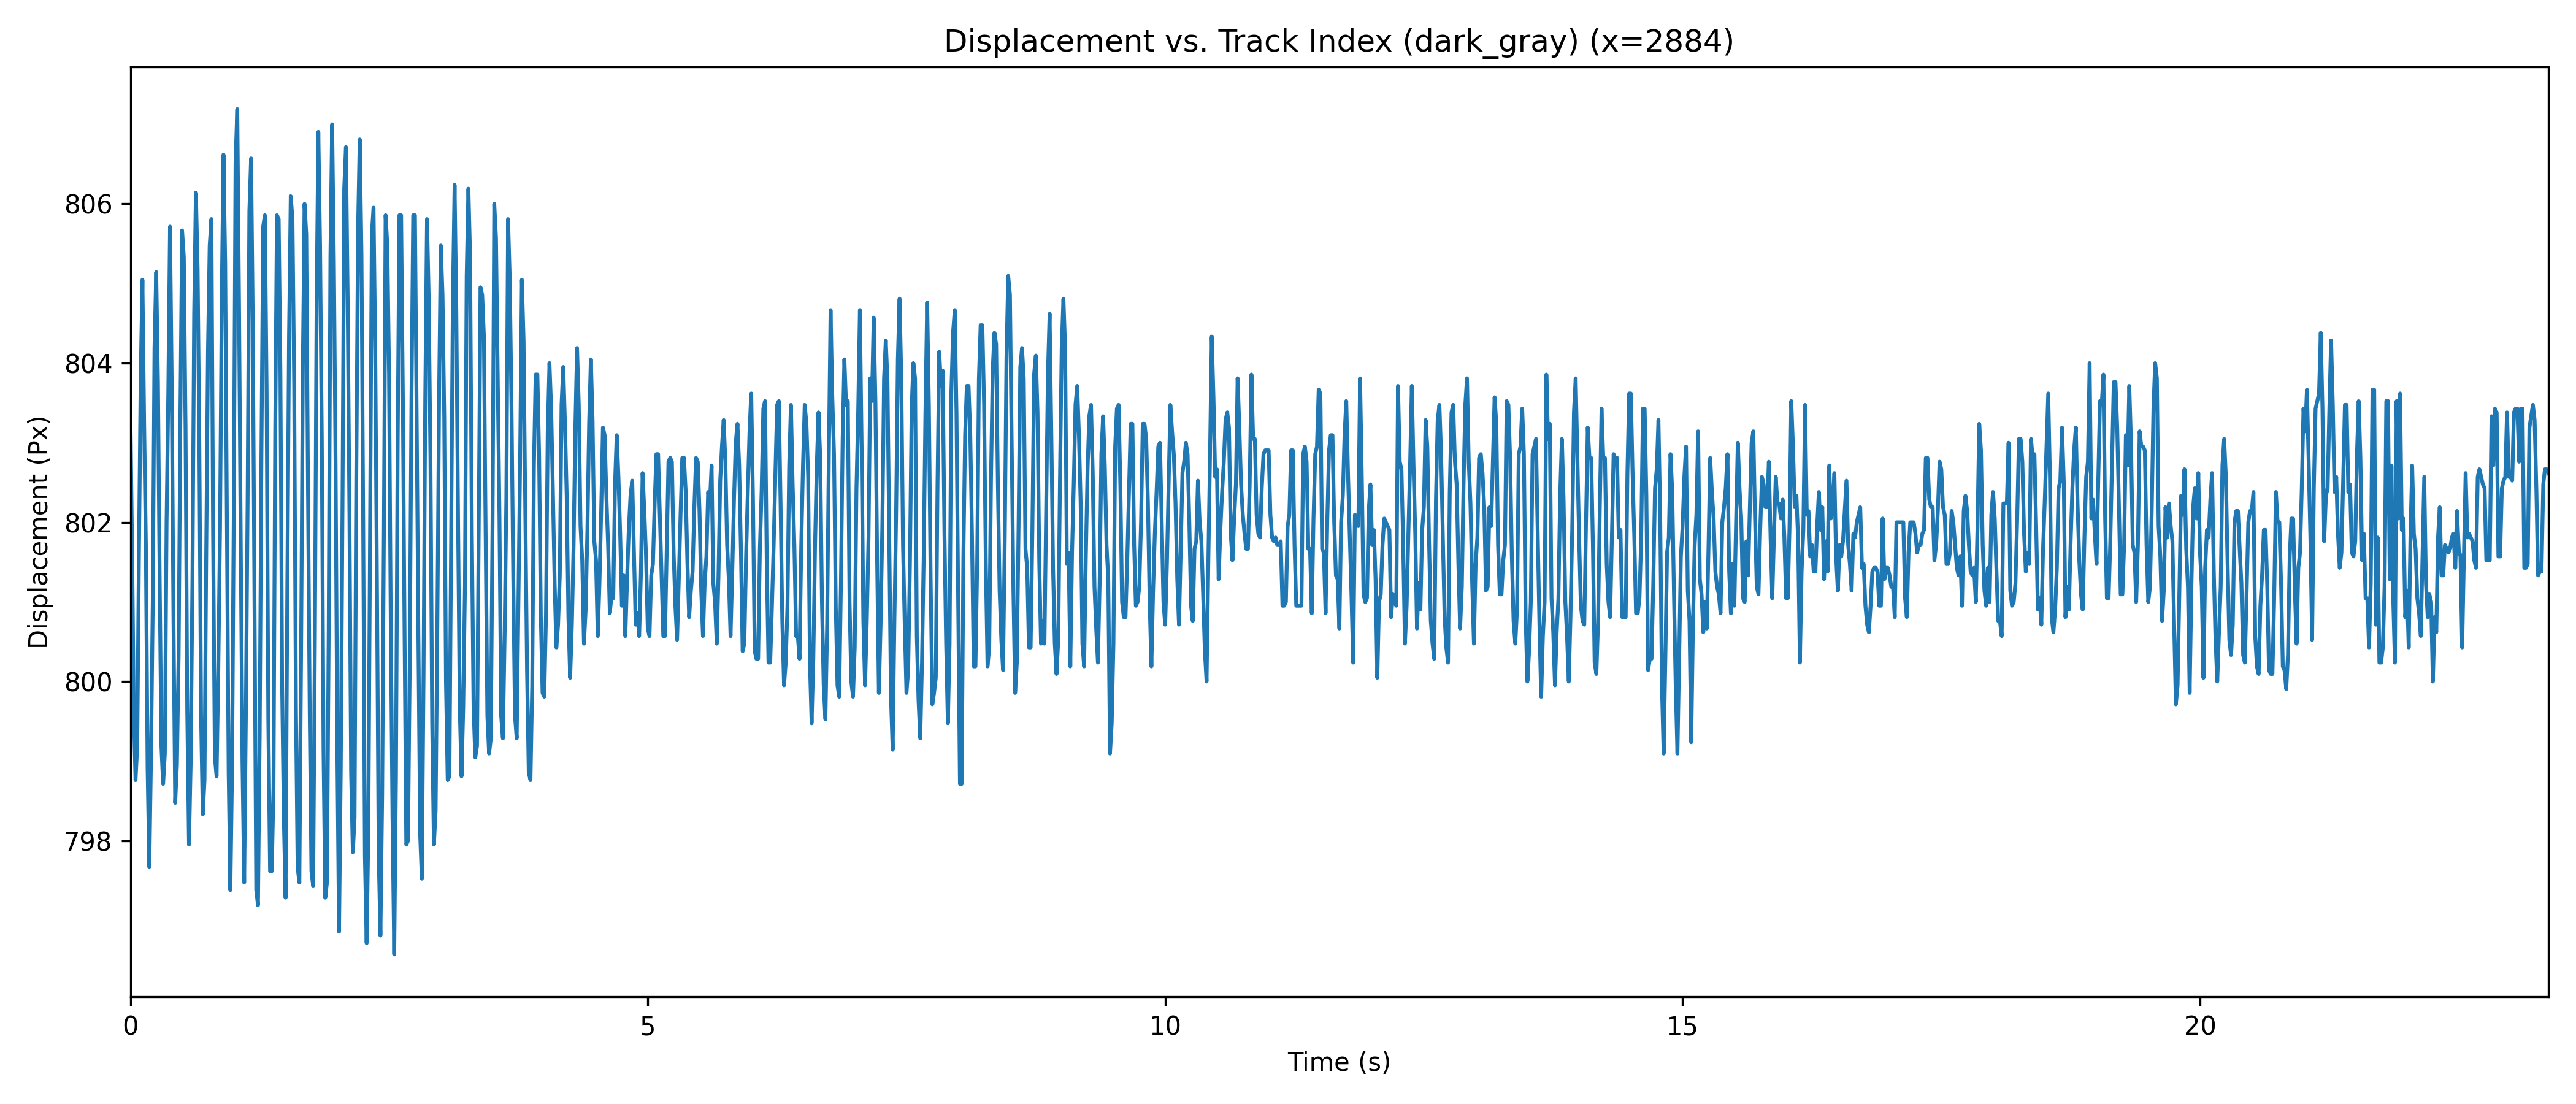 Displacement vs. Track Index (dark_gray) (x=2884)
Displacement (Px)
806
804
802
800
798
0 5 10 15 20
Time (s)